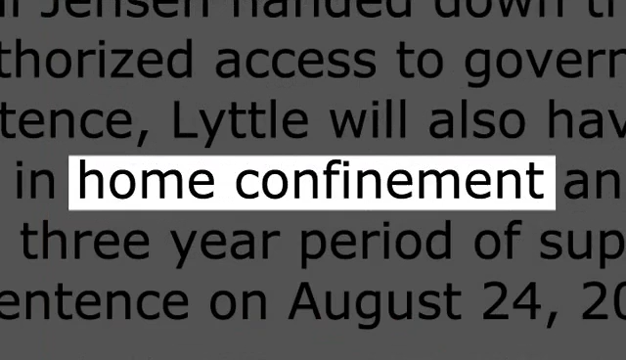 Jensen handed down
thorized access to govern
tence, Lyttle will also hav
in home confinement an
three year period of sup
entence on August 24, 20